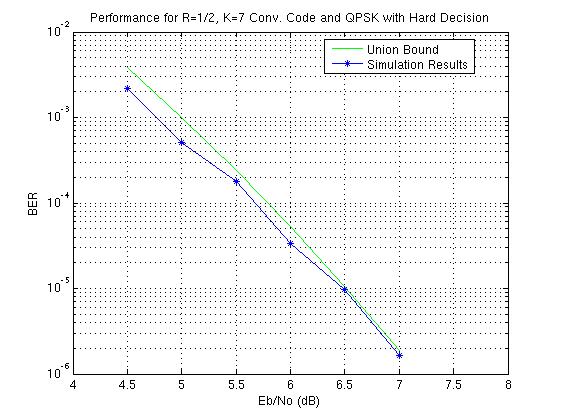 Performance for R=1/2, K=7 Conv. Code and QPSK with Hard Decision
10^-2
Union Bound
Simulation Results
10^-3
BER
10^-4
10^-5
10^-6
4 4.5 5 5.5 6 6.5 7 7.5 8
Eb/No (dB)